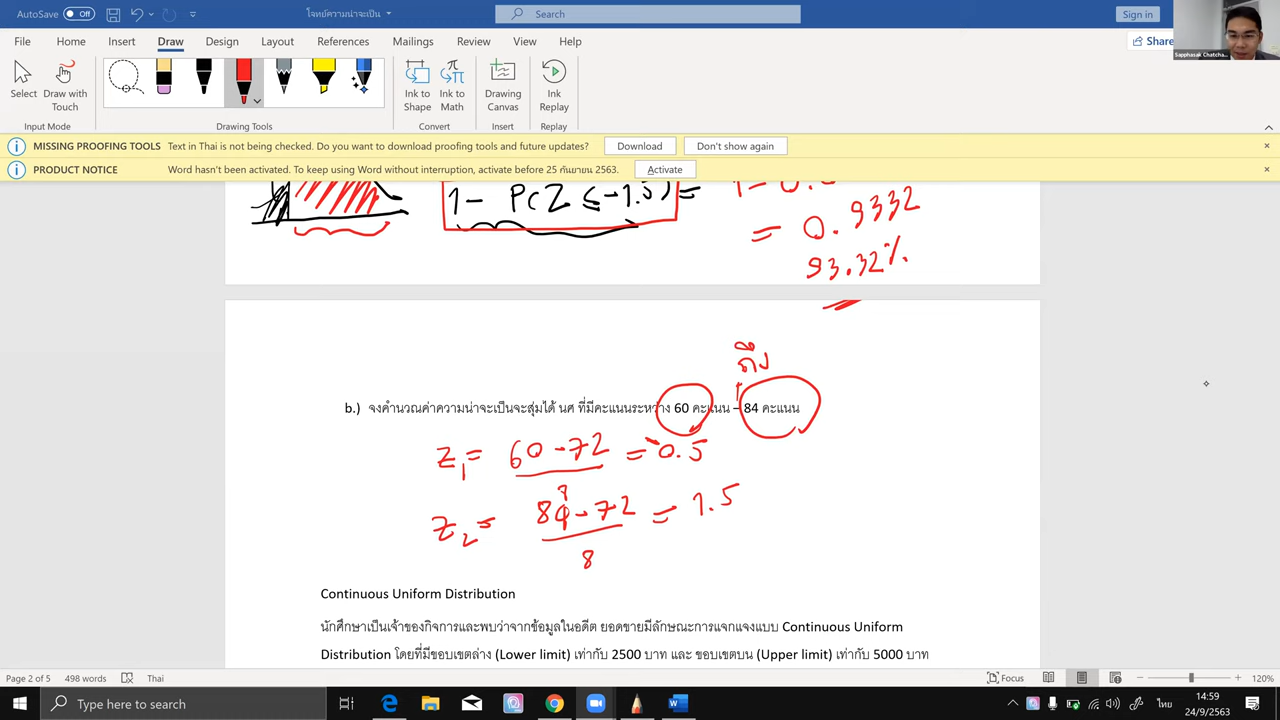 AutoSave Off โจทย์ความน่าจะเป็น Search Sign in
File Home Insert Draw Design Layout References Mailings Review View Help Share
Sapphasak Chatcha...
Select Draw with Touch Ink to Shape Ink to Math Drawing Canvas Ink Replay
Input Mode Drawing Tools Convert Insert Replay
MISSING PROOFING TOOLS Text in Thai is not being checked. Do you want to download proofing tools and future updates? Download Don't show again
PRODUCT NOTICE Word hasn't been activated. To keep using Word without interruption, activate before 25 กันยายน 2563. Activate
1 - P(Z ≤ -1.5) =
= 0.9332
93.32%
ถึง
b.) จงคำนวณค่าความน่าจะเป็นจะสุ่มได้ นศ ที่มีคะแนนระหว่าง 60 คะแนน – 84 คะแนน
Z1 = 60-72 = -0.5
8
Z2 = 84-72 = 1.5
8
Continuous Uniform Distribution
นักศึกษาเป็นเจ้าของกิจการและพบว่าจากข้อมูลในอดีต ยอดขายมีลักษณะการแจกแจงแบบ Continuous Uniform
Distribution โดยที่มีขอบเขตล่าง (Lower limit) เท่ากับ 2500 บาท และ ขอบเขตบน (Upper limit) เท่ากับ 5000 บาท
Page 2 of 5 498 words Thai Focus 120%
Type here to search ไทย 14:59
24/9/2563